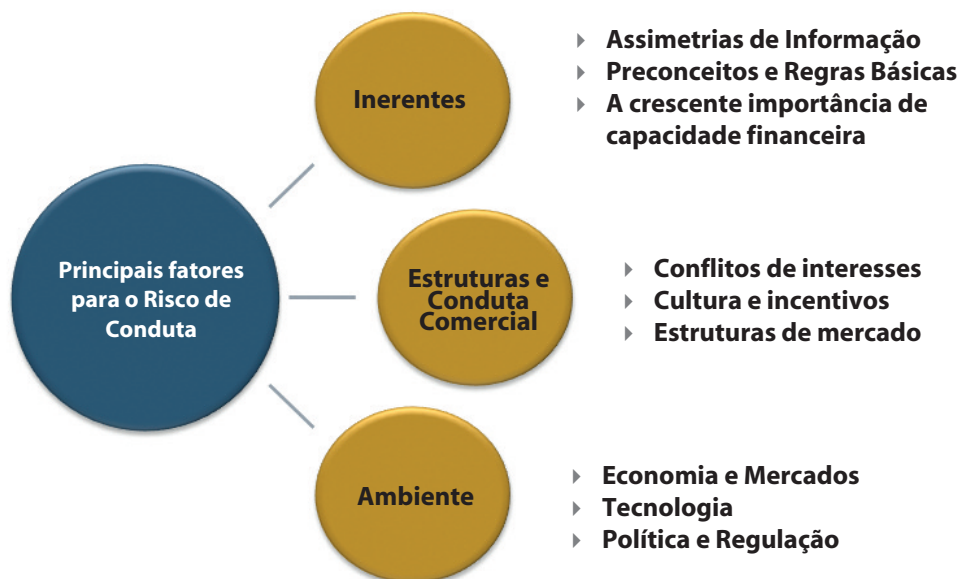 Principais fatores
para o Risco de
Conduta
Inerentes
Assimetrias de Informação
Preconceitos e Regras Básicas
A crescente importância de
capacidade financeira
Estruturas e
Conduta
Comercial
Conflitos de interesses
Cultura e incentivos
Estruturas de mercado
Ambiente
Economia e Mercados
Tecnologia
Política e Regulação